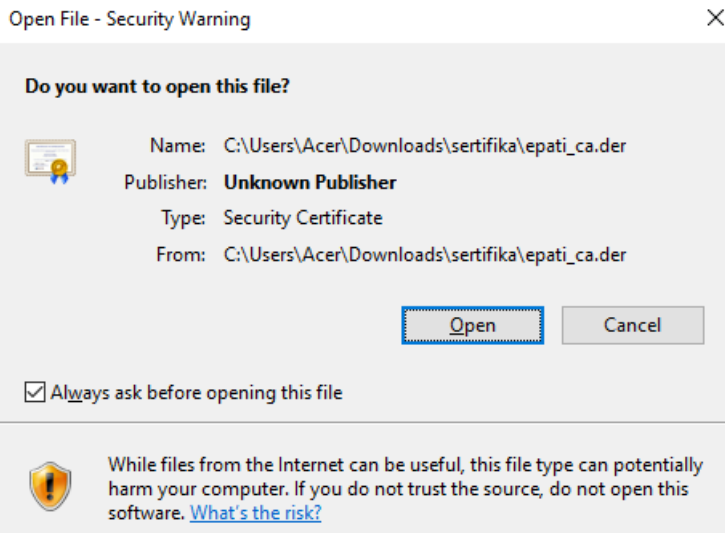 Open File - Security Warning
Do you want to open this file?
Name: C:\Users\Acer\Downloads\sertifika\epati_ca.der
Publisher: Unknown Publisher
Type: Security Certificate
From: C:\Users\Acer\Downloads\sertifika\epati_ca.der
Open Cancel
Always ask before opening this file
While files from the Internet can be useful, this file type can potentially
harm your computer. If you do not trust the source, do not open this
software. What's the risk?